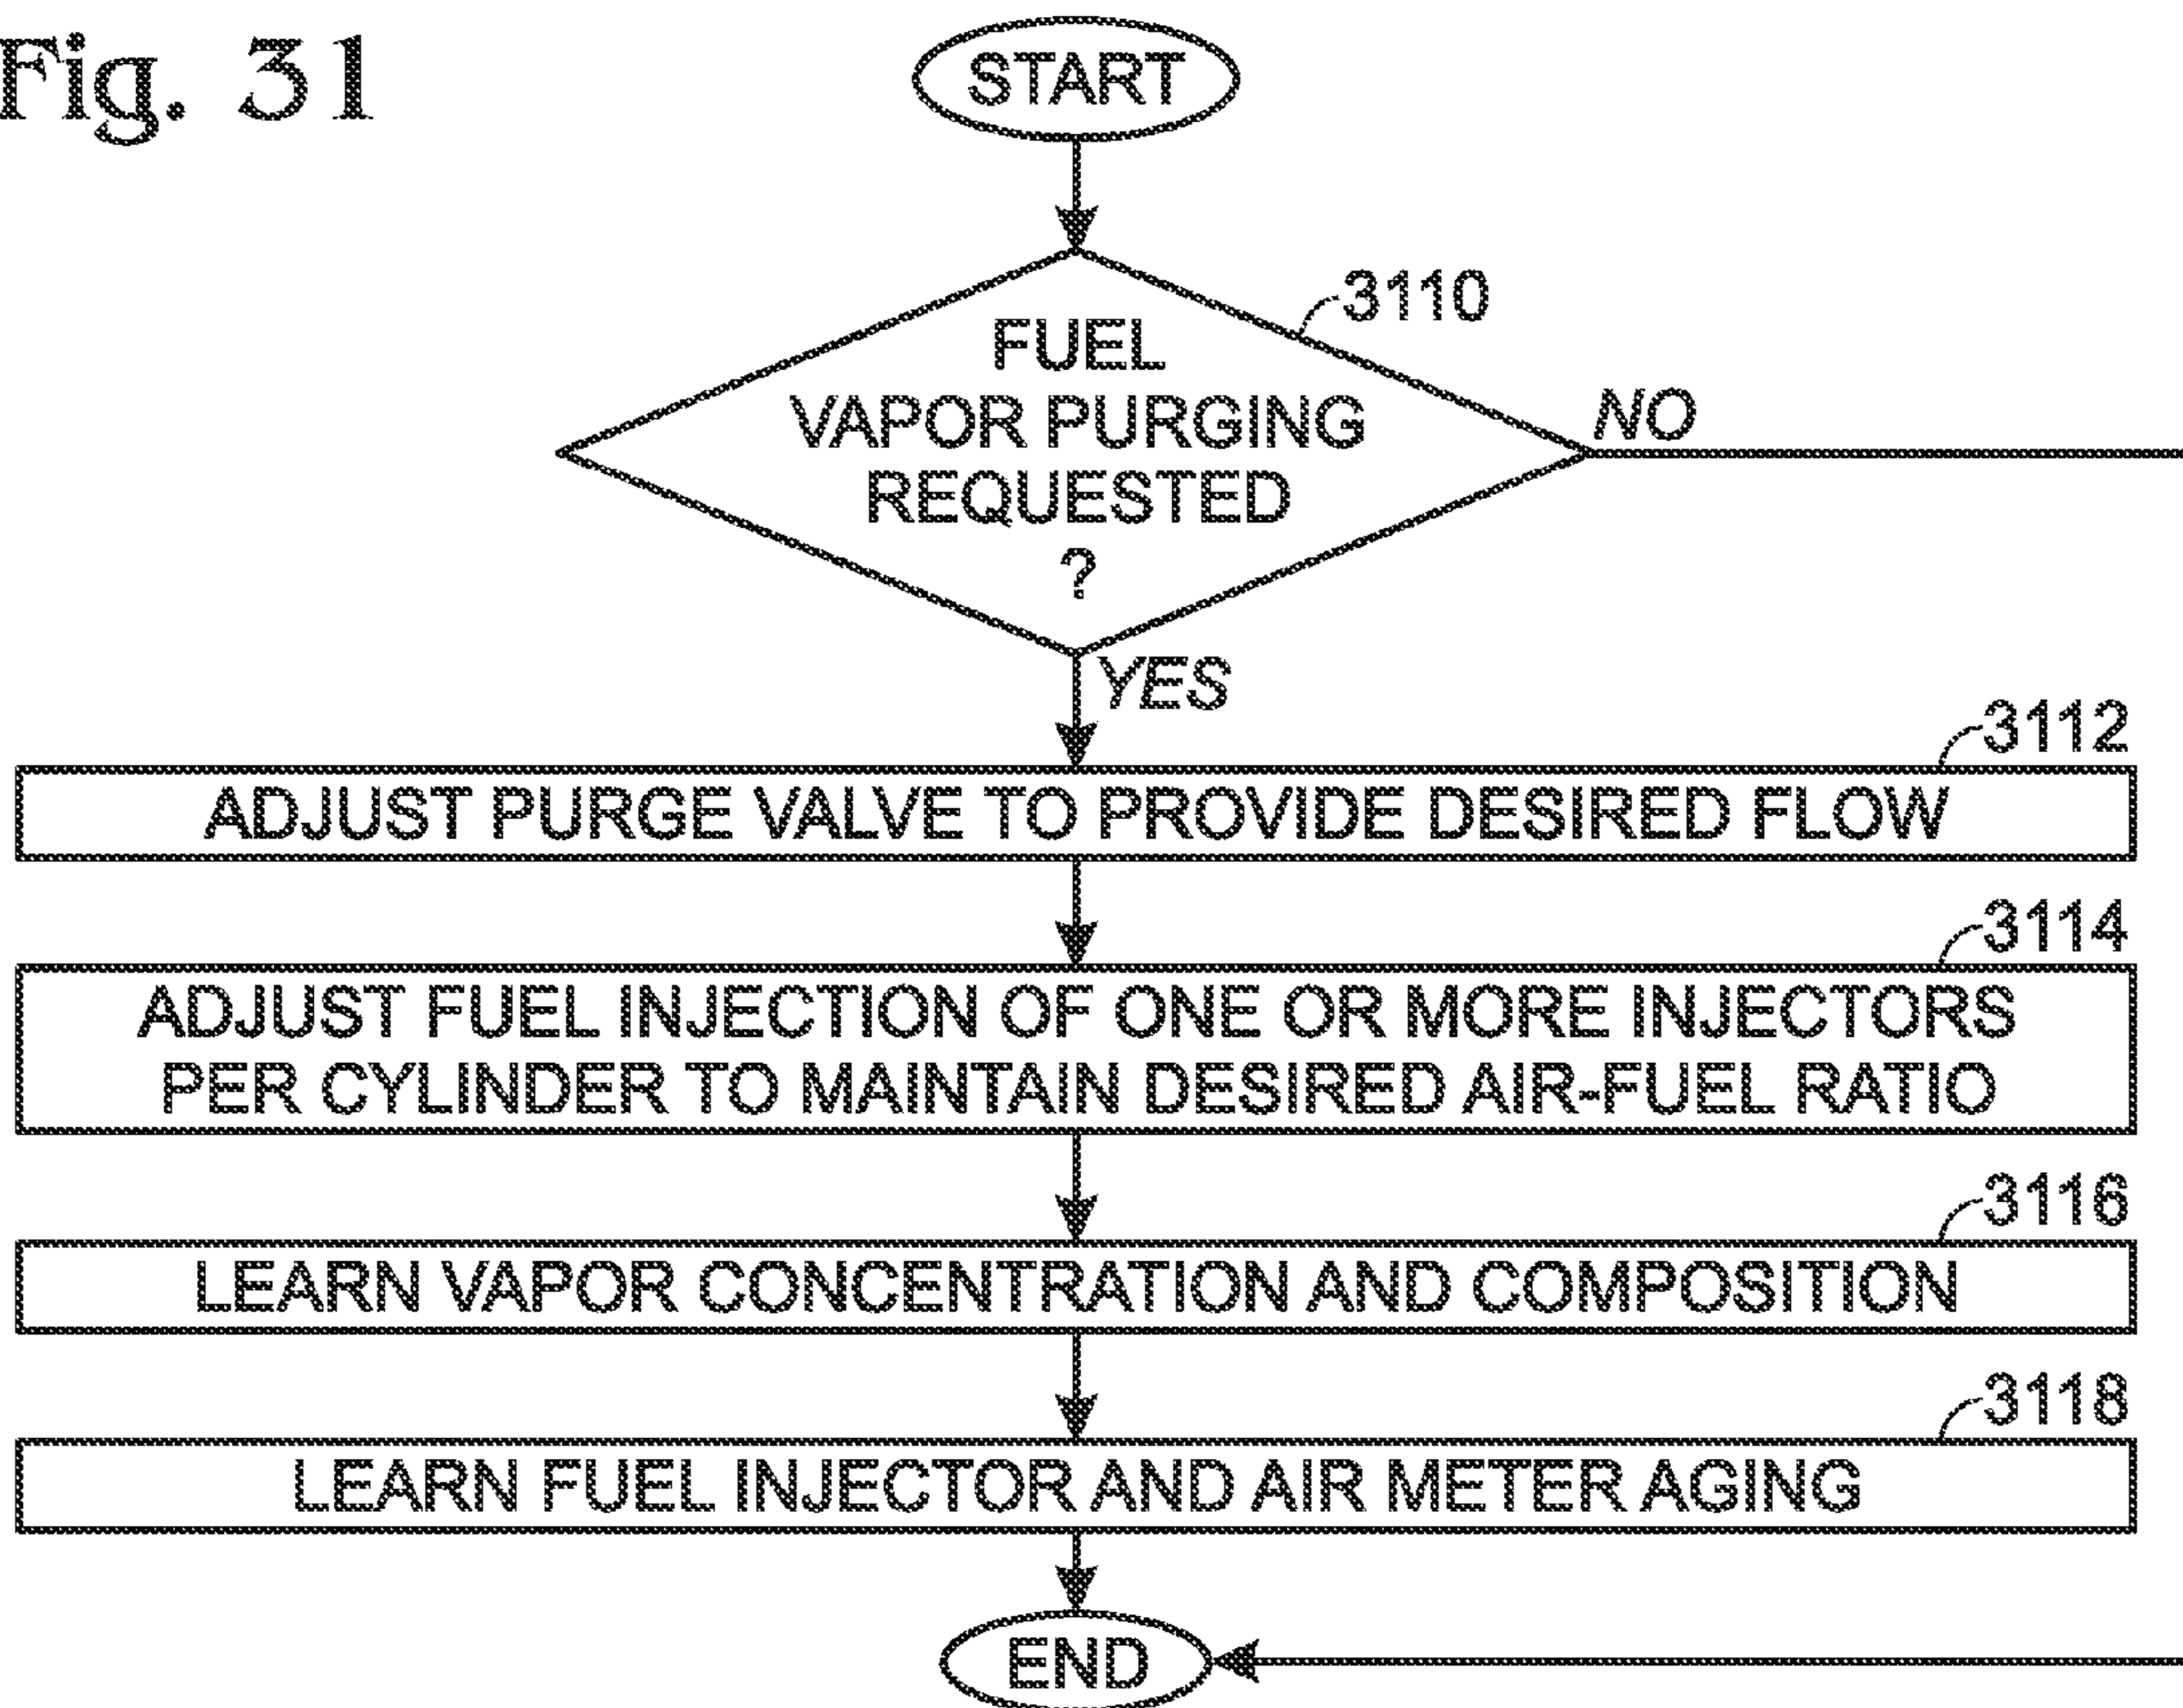 Fig. 31
START
3110
FUEL
VAPOR PURGING
REQUESTED
?
NO
YES
3112
ADJUST PURGE VALVE TO PROVIDE DESIRED FLOW
3114
ADJUST FUEL INJECTION OF ONE OR MORE INJECTORS
PER CYLINDER TO MAINTAIN DESIRED AIR-FUEL RATIO
3116
LEARN VAPOR CONCENTRATION AND COMPOSITION
3118
LEARN FUEL INJECTOR AND AIR METER AGING
END